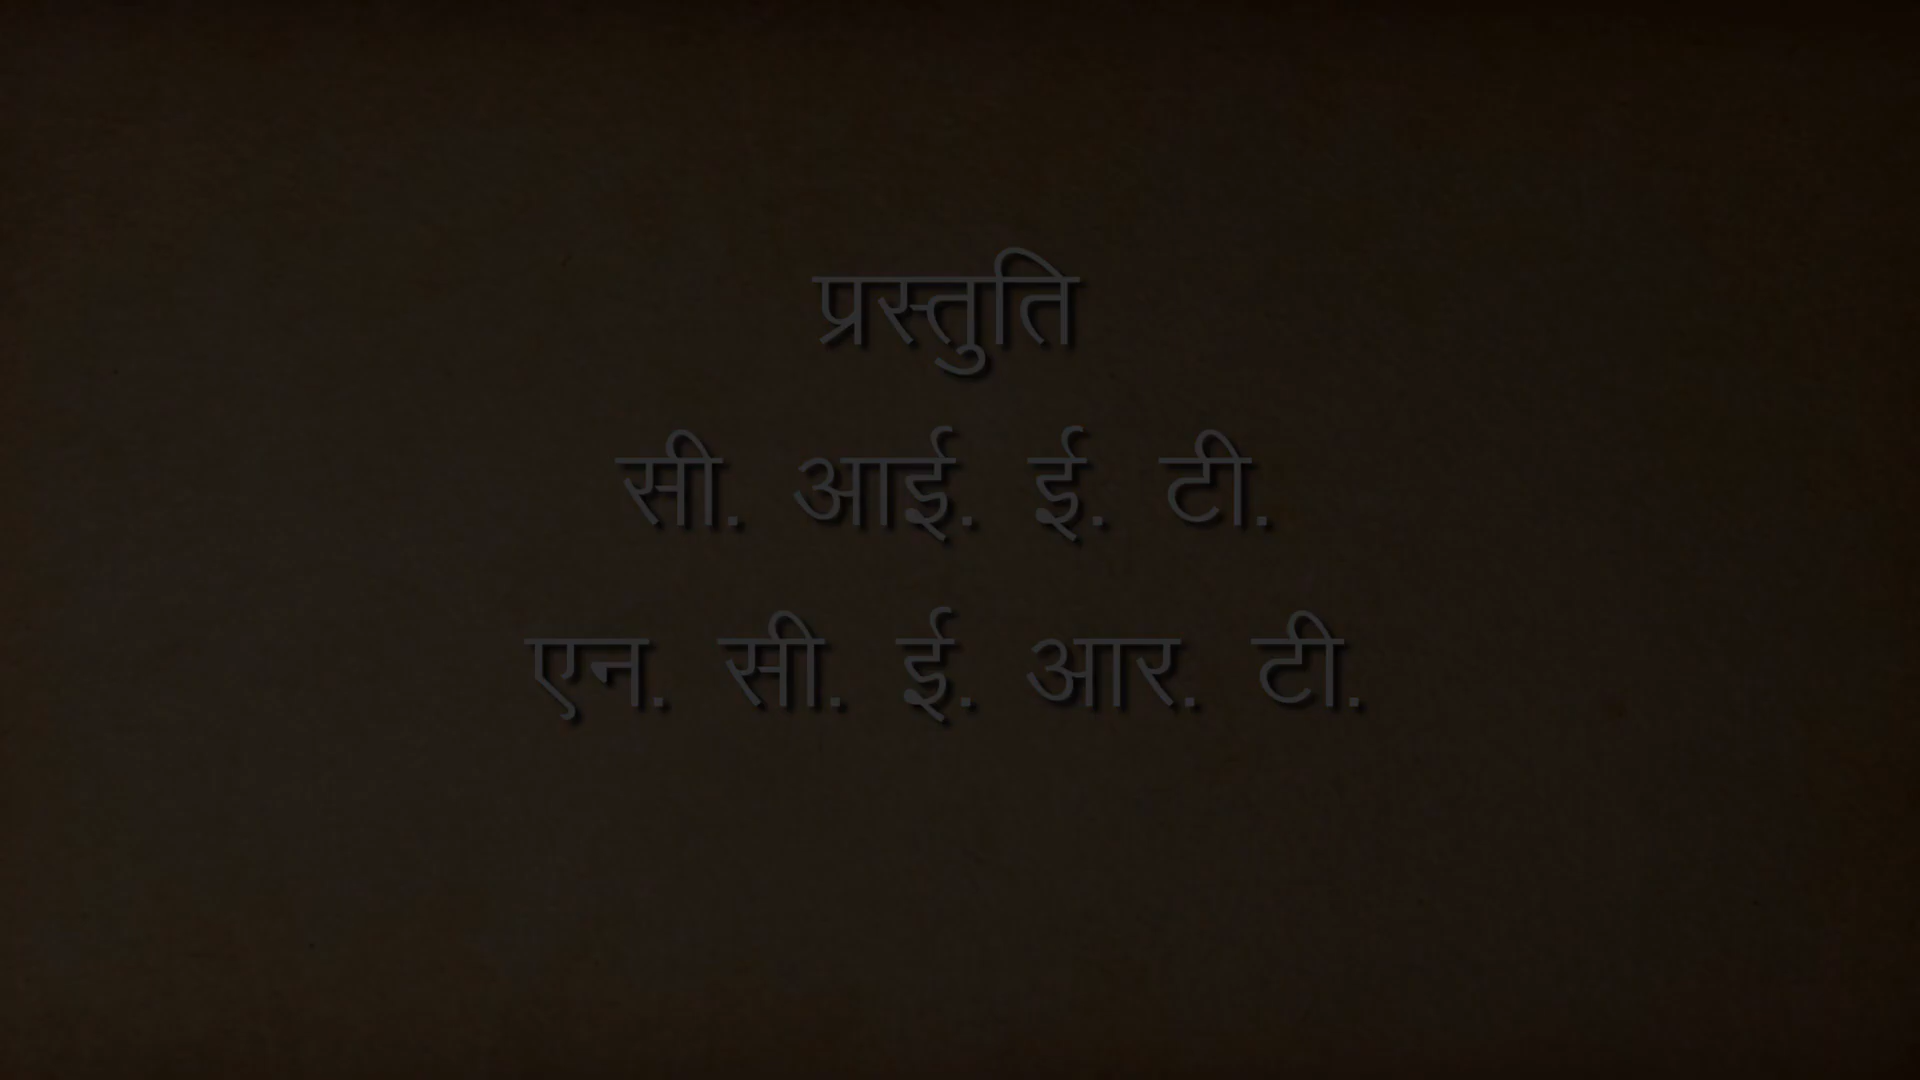 प्रस्तुति
सी. आई. ई. टी.
एन. सी. ई. आर. टी.